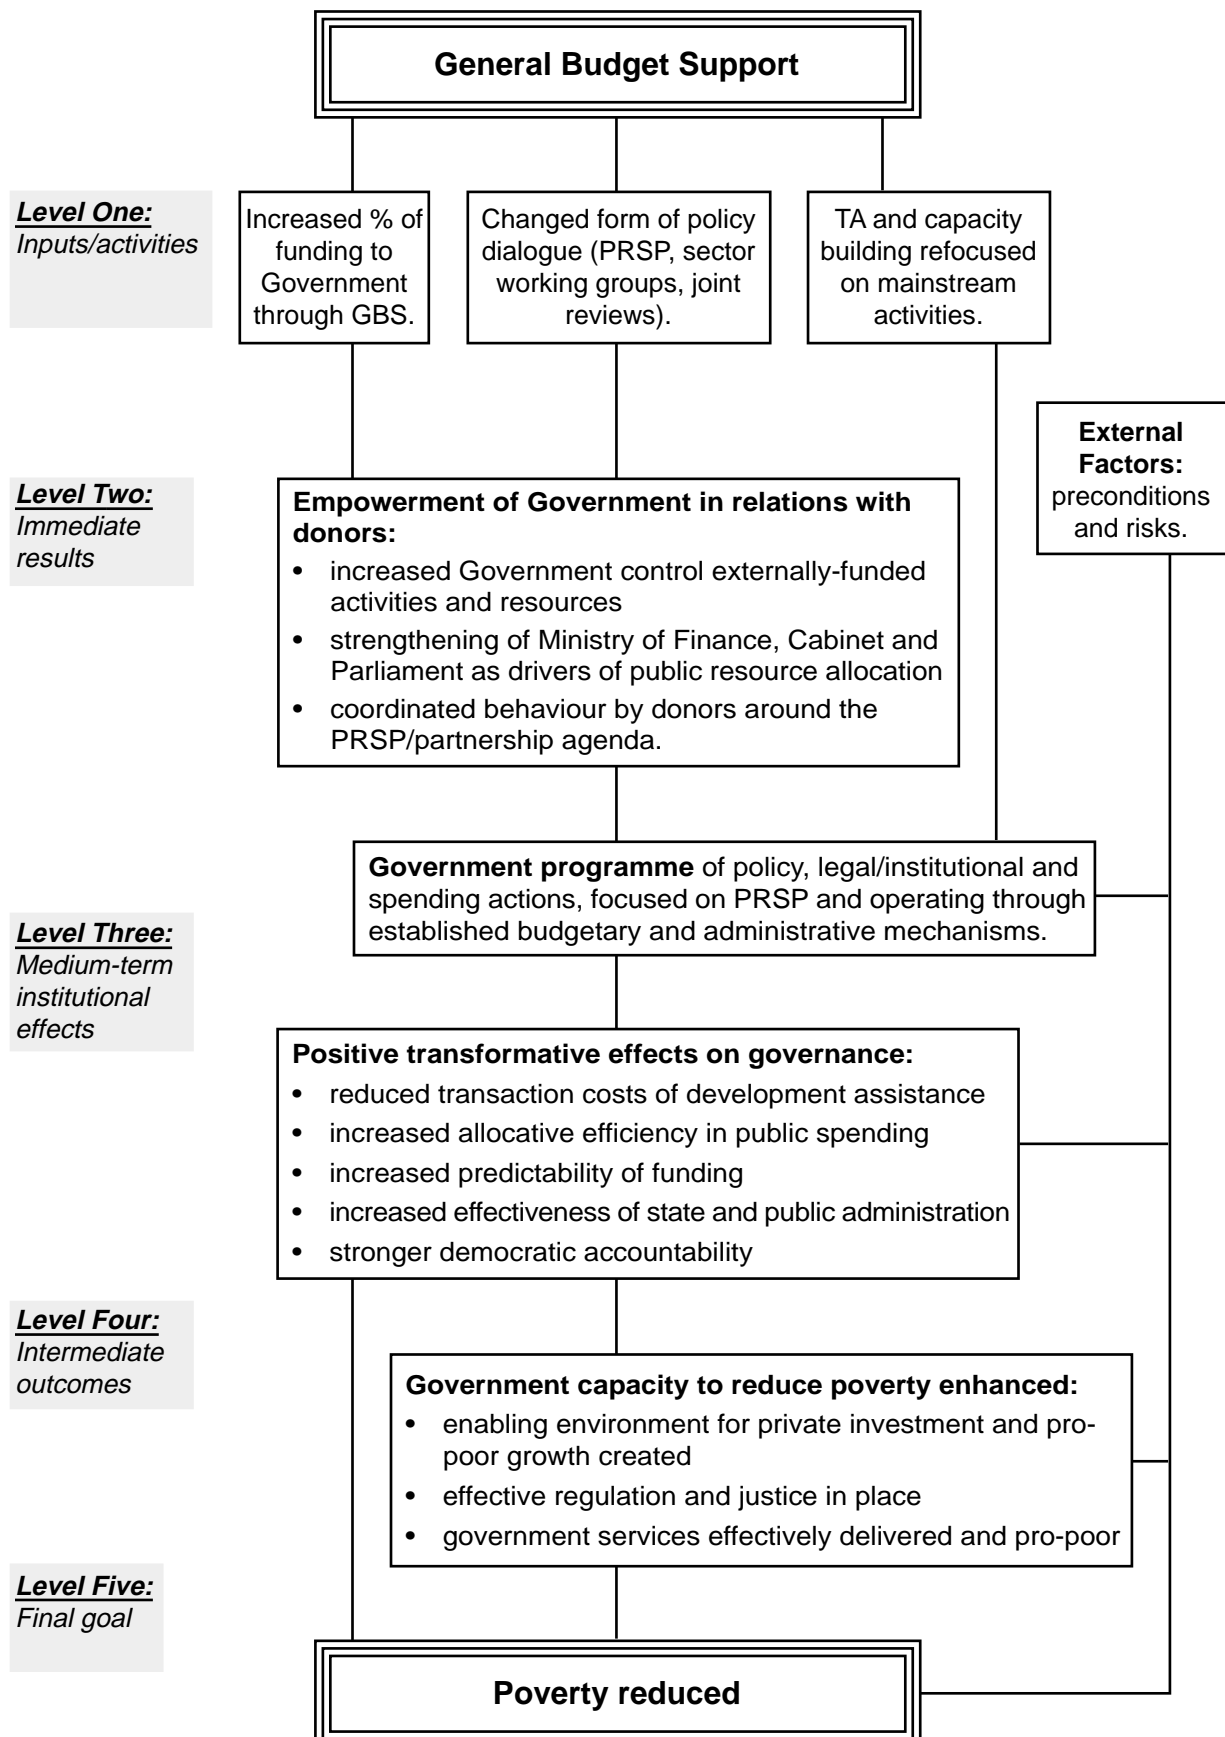 General Budget Support
Level One:
Inputs/activities
Increased % of
funding to
Government
through GBS.
Changed form of policy
dialogue (PRSP, sector
working groups, joint
reviews).
TA and capacity
building refocused
on mainstream
activities.
External
Factors:
preconditions
and risks.
Level Two:
Immediate
results
Empowerment of Government in relations with
donors:
• increased Government control externally-funded
activities and resources
• strengthening of Ministry of Finance, Cabinet and
Parliament as drivers of public resource allocation
• coordinated behaviour by donors around the
PRSP/partnership agenda.
Government programme of policy, legal/institutional and
spending actions, focused on PRSP and operating through
established budgetary and administrative mechanisms.
Level Three:
Medium-term
institutional
effects
Positive transformative effects on governance:
• reduced transaction costs of development assistance
• increased allocative efficiency in public spending
• increased predictability of funding
• increased effectiveness of state and public administration
• stronger democratic accountability
Level Four:
Intermediate
outcomes
Government capacity to reduce poverty enhanced:
• enabling environment for private investment and pro-
poor growth created
• effective regulation and justice in place
• government services effectively delivered and pro-poor
Level Five:
Final goal
Poverty reduced